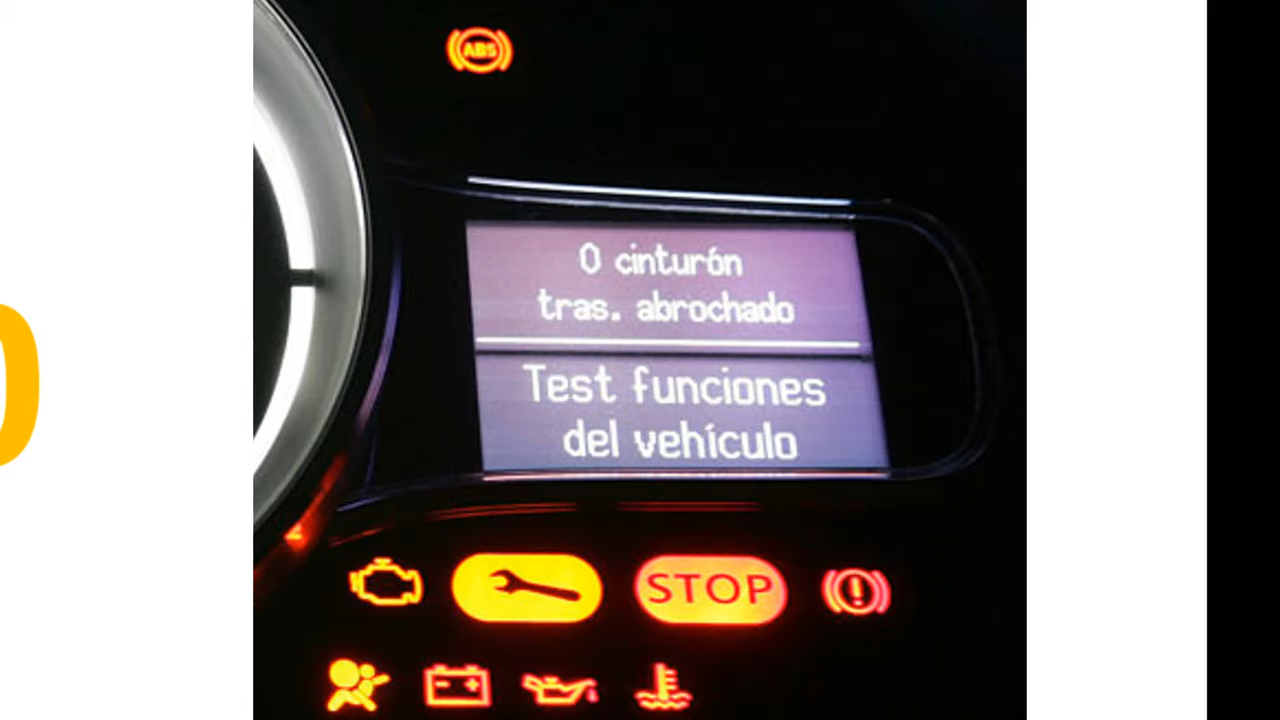 ABS
0 cinturón
tras. abrochado
Test funciones
del vehículo
STOP